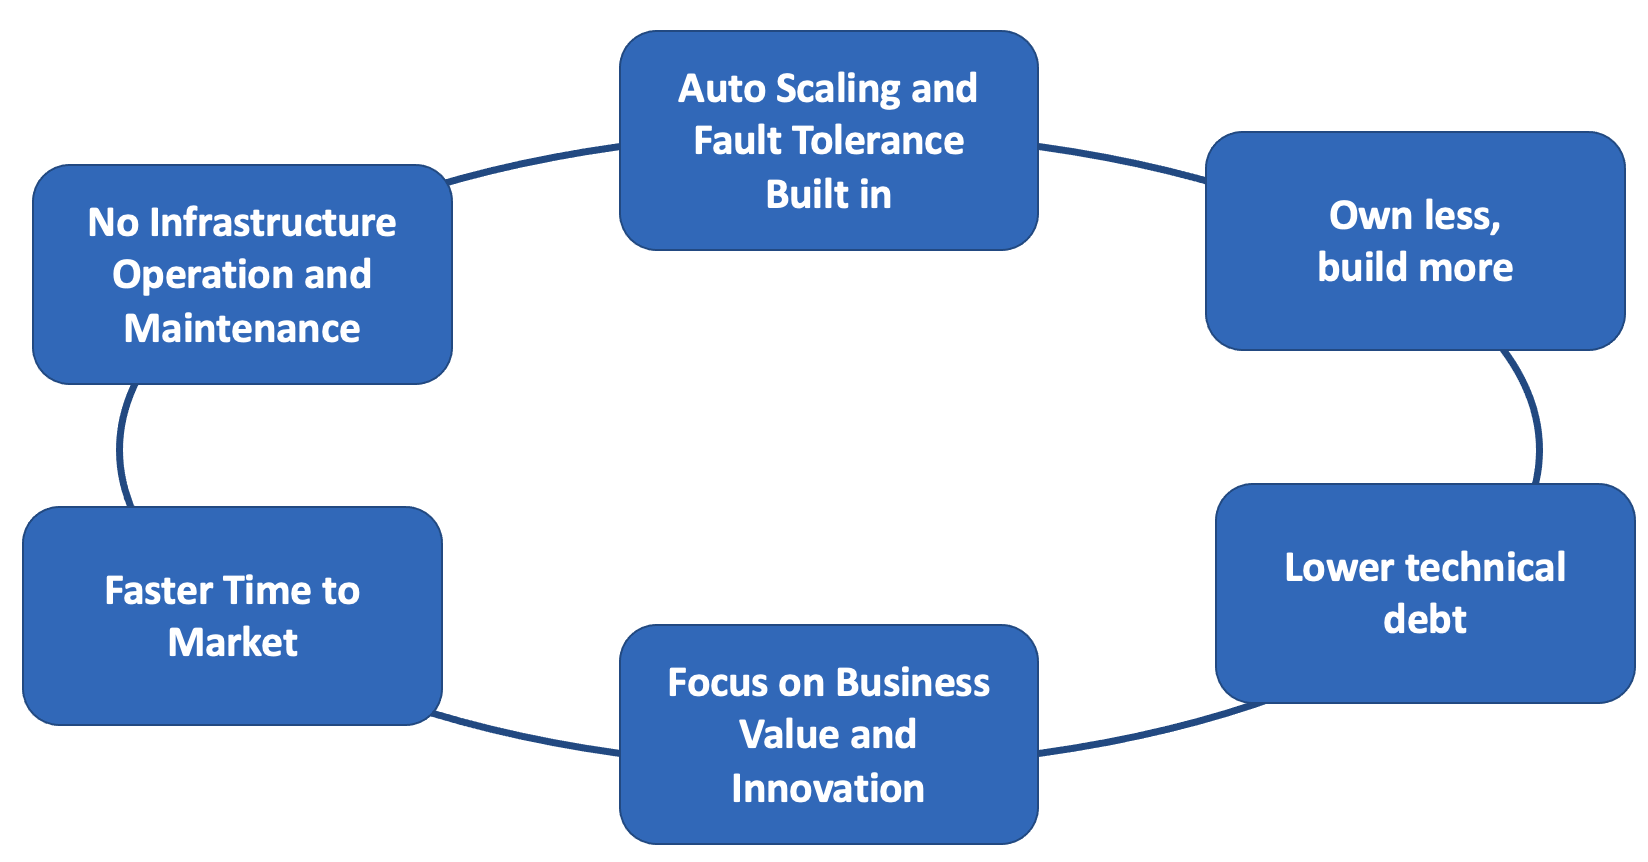 Auto Scaling and
Fault Tolerance
Built in
Own less,
build more
Lower technical
debt
Focus on Business
Value and
Innovation
Faster Time to
Market
No Infrastructure
Operation and
Maintenance